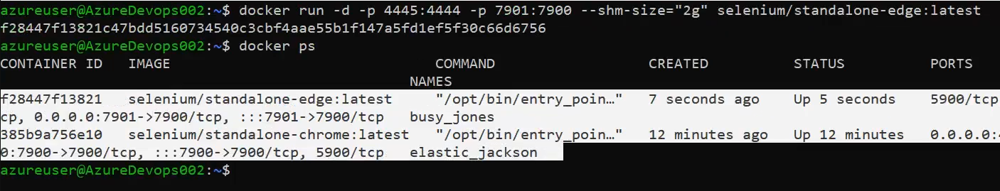 azureuser@AzureDevops002:~$ docker run -d -p 4445:4444 -p 7901:7900 --shm-size="2g" selenium/standalone-edge:latest
f28447f13821c47bdd5160734540c3cbf4aae55b1f147a5fd1ef5f30c66d6756
azureuser@AzureDevops002:~$ docker ps
CONTAINER ID   IMAGE                               COMMAND                  CREATED          STATUS          PORTS
NAMES
f28447f13821   selenium/standalone-edge:latest     "/opt/bin/entry_poin…"   7 seconds ago    Up 5 seconds    5900/tcp
cp, 0.0.0.0:7901->7900/tcp, :::7901->7900/tcp   busy_jones
385b9a756e10   selenium/standalone-chrome:latest   "/opt/bin/entry_poin…"   12 minutes ago   Up 12 minutes   0.0.0.0:
0:7900->7900/tcp, :::7900->7900/tcp, 5900/tcp   elastic_jackson
azureuser@AzureDevops002:~$